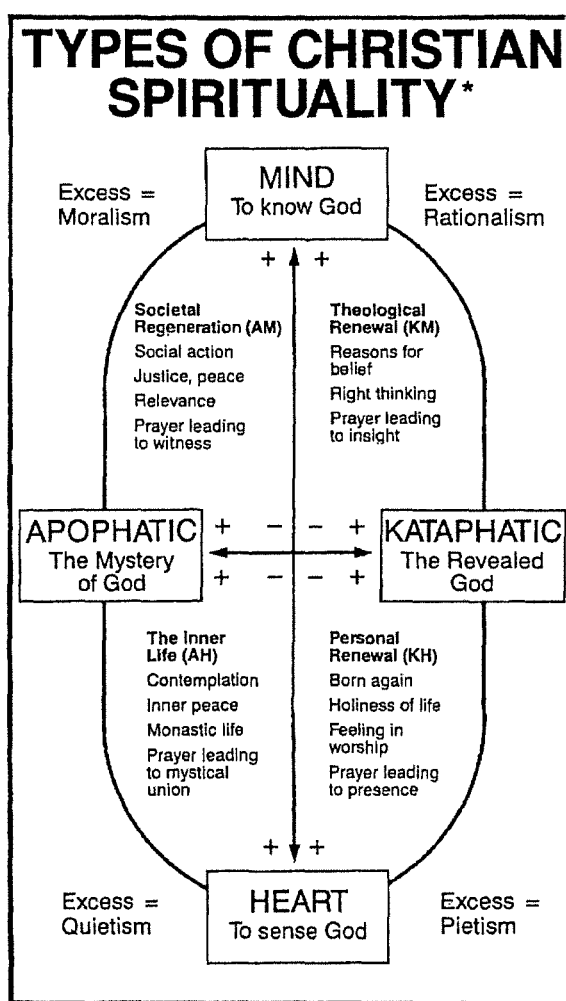 TYPES OF CHRISTIAN
SPIRITUALITY*
MIND
To know God
Excess =
Moralism
Excess =
Rationalism
+ +
Societal
Regeneration (AM)
Social action
Justice, peace
Relevance
Prayer leading
to witness
Theological
Renewal (KM)
Reasons for
belief
Right thinking
Prayer leading
to insight
APOPHATIC
The Mystery
of God
+ − − +
+ − − +
KATAPHATIC
The Revealed
God
The Inner
Life (AH)
Contemplation
Inner peace
Monastic life
Prayer leading
to mystical
union
Personal
Renewal (KH)
Born again
Holiness of life
Feeling in
worship
Prayer leading
to presence
+ +
HEART
To sense God
Excess =
Quietism
Excess =
Pietism